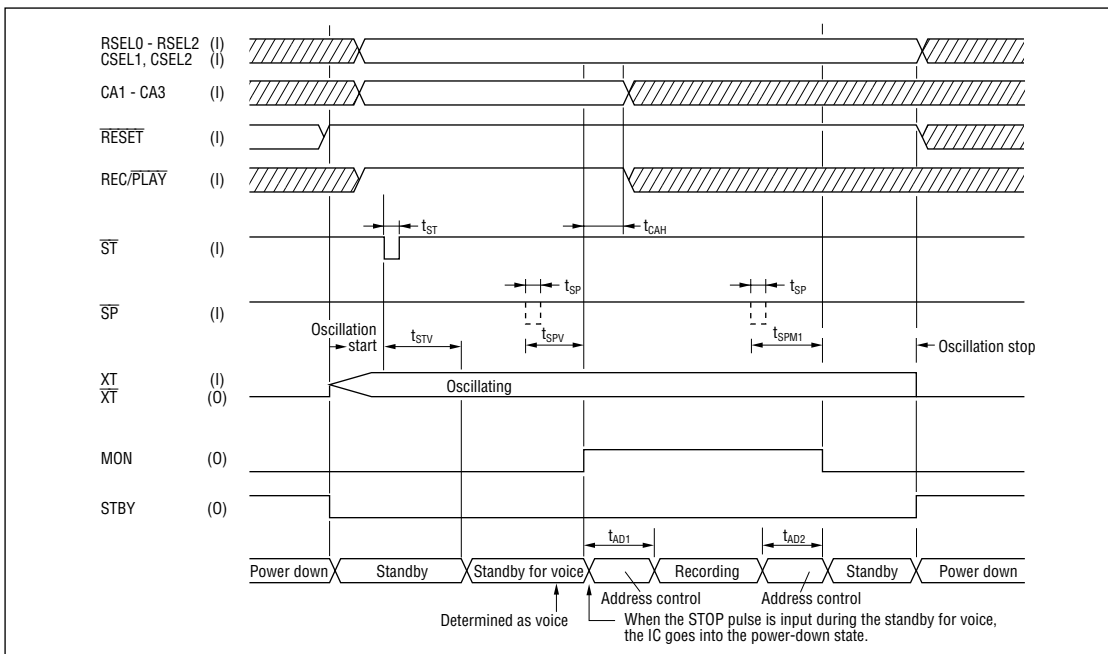 RSEL0 - RSEL2 (I)
CSEL1, CSEL2 (I)
CA1 - CA3 (I)
RESET (I)
REC/PLAY (I)
tST
tCAH
ST (I)
tSP
tSP
SP (I)
Oscillation
start
tSTV
tSPV
tSPM1
Oscillation stop
XT (I)
XT (O)
Oscillating
MON (O)
STBY (O)
tAD1
tAD2
Power down
Standby
Standby for voice
Recording
Standby
Power down
Address control
Address control
Determined as voice
When the STOP pulse is input during the standby for voice,
the IC goes into the power-down state.